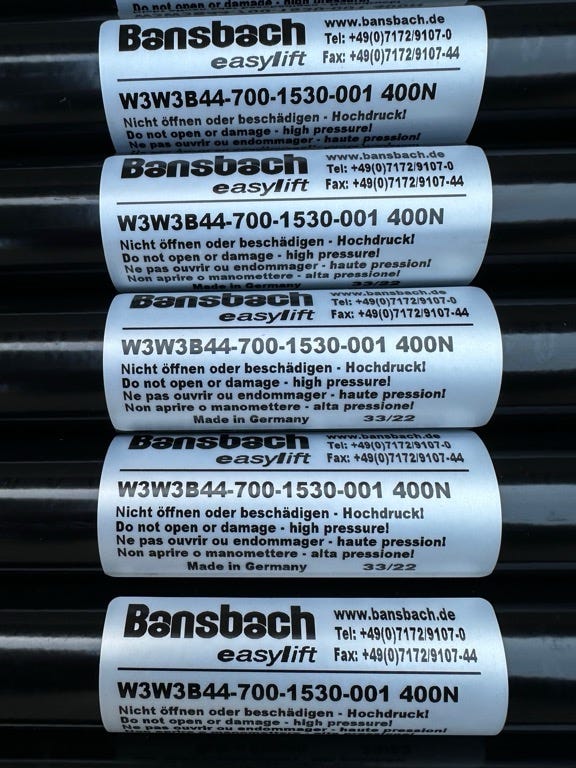 Do not open or damage - high pressure!
Bansbach www.bansbach.de
easylift Tel: +49(0)7172/9107-0
Fax: +49(0)7172/9107-44
W3W3B44-700-1530-001 400N
Nicht öffnen oder beschädigen - Hochdruck!
Do not open or damage - high pressure!
Ne pas ouvrir ou endommager - haute pression!
Bansbach www.bansbach.de
easylift Tel: +49(0)7172/9107-0
Fax: +49(0)7172/9107-44
W3W3B44-700-1530-001 400N
Nicht öffnen oder beschädigen - Hochdruck!
Do not open or damage - high pressure!
Ne pas ouvrir ou endommager - haute pression!
Non aprire o manomettere - alta pressione!
Made in Germany 33/22
Bansbach Tel: +49(0)7172/9107-0
easylift Fax: +49(0)7172/9107-44
W3W3B44-700-1530-001 400N
Nicht öffnen oder beschädigen - Hochdruck!
Do not open or damage - high pressure!
Ne pas ouvrir ou endommager - haute pression!
Non aprire o manomettere - alta pressione!
Made in Germany 33/22
Bansbach www.bansbach.de
easylift Tel: +49(0)7172/9107-0
Fax: +49(0)7172/9107-44
W3W3B44-700-1530-001 400N
Nicht öffnen oder beschädigen - Hochdruck!
Do not open or damage - high pressure!
Ne pas ouvrir ou endommager - haute pression!
Non aprire o manomettere - alta pressione!
Made in Germany 33/22
Bansbach www.bansbach.de
easylift Tel: +49(0)7172/9107-0
Fax: +49(0)7172/9107-44
W3W3B44-700-1530-001 400N
Nicht öffnen oder beschädigen - Hochdruck!
Do not open or damage - high pressure!
Ne pas ouvrir ou endommager - haute pression!